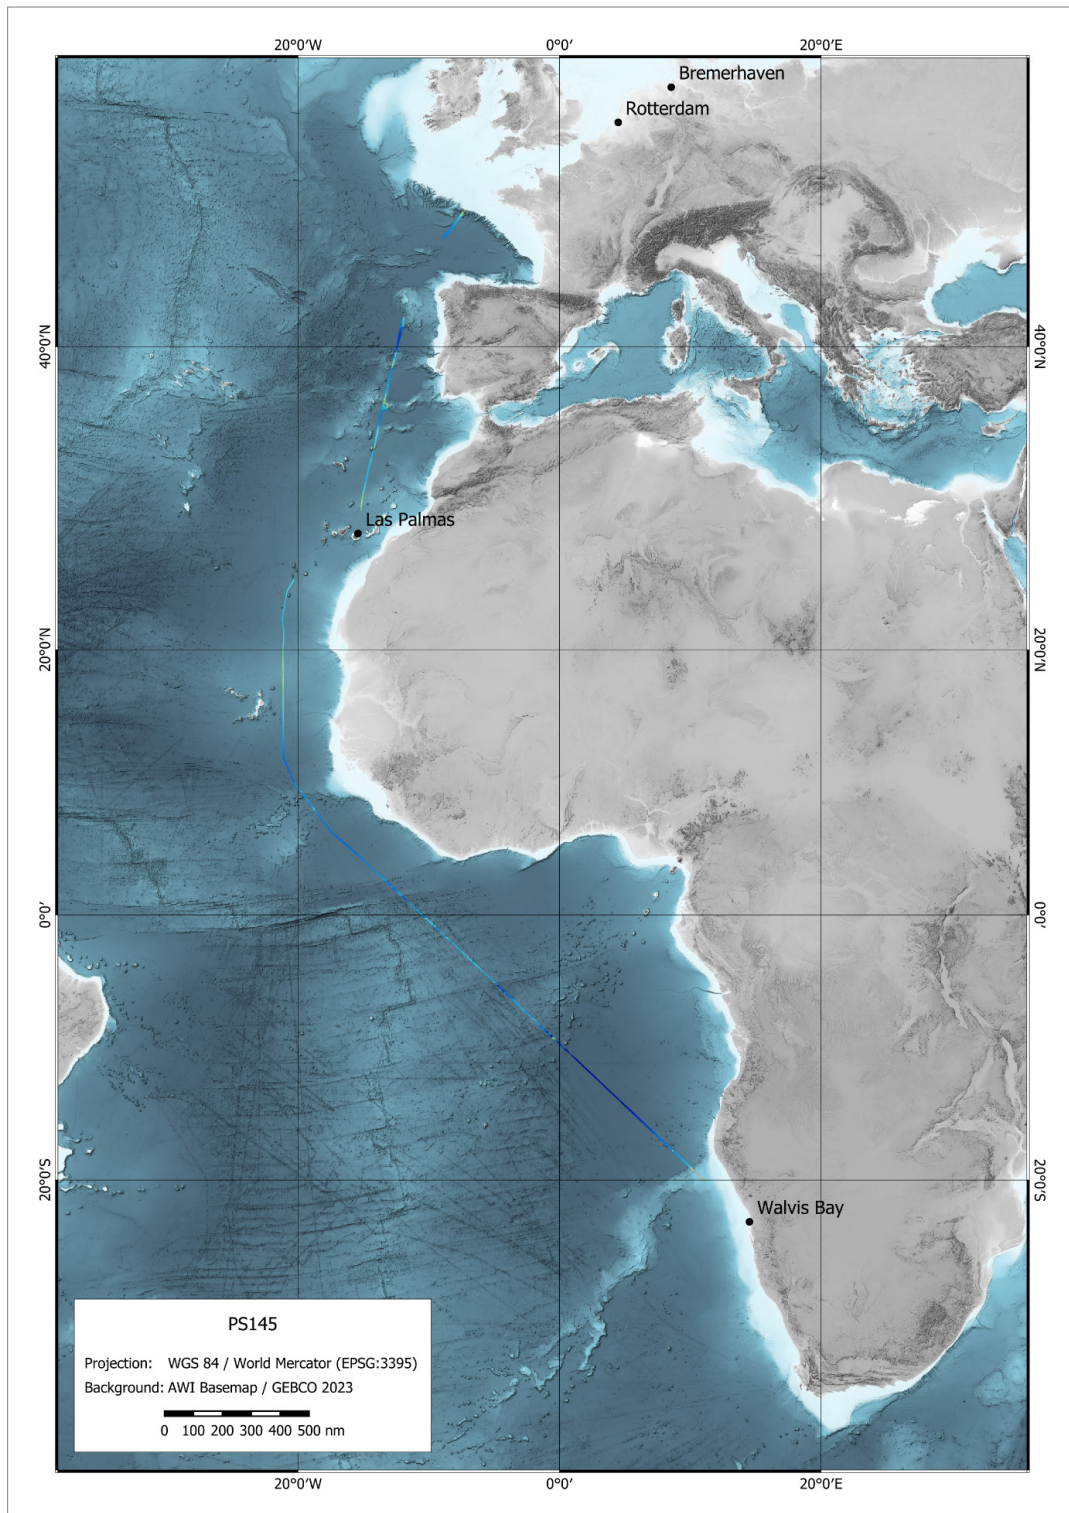 20°0'W 0°0' 20°0'E
Bremerhaven
Rotterdam
40°0'N 40°0'N
Las Palmas
20°0'N 20°0'N
0°0' 0°0'
20°0'S 20°0'S
Walvis Bay
PS145
Projection: WGS 84 / World Mercator (EPSG:3395)
Background: AWI Basemap / GEBCO 2023
0 100 200 300 400 500 nm
20°0'W 0°0' 20°0'E